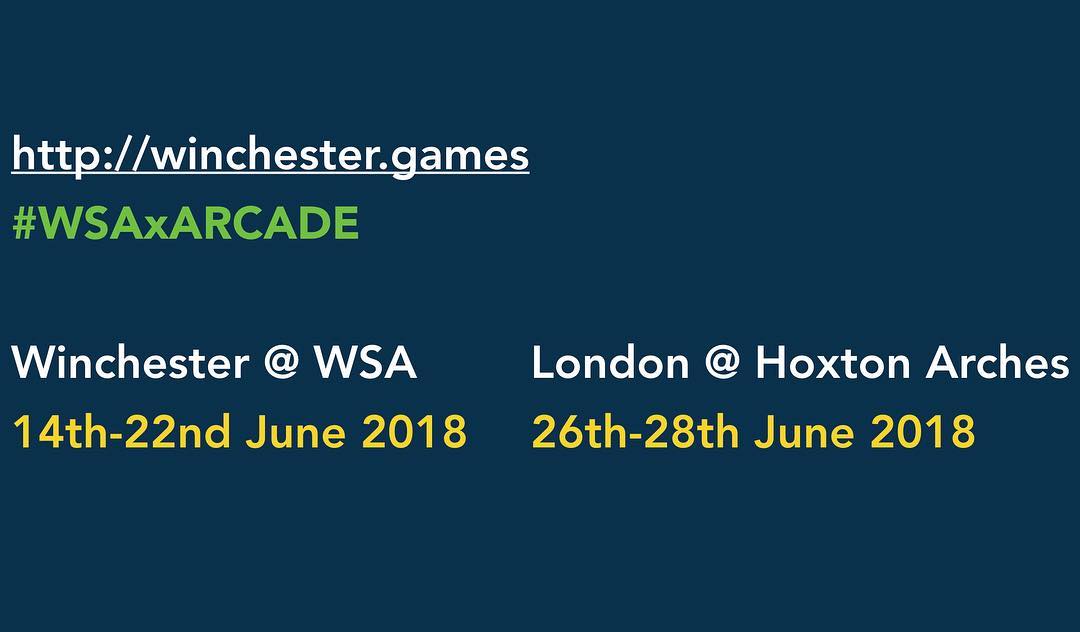 http://winchester.games
#WSAxARCADE
Winchester @ WSA
14th-22nd June 2018
London @ Hoxton Arches
26th-28th June 2018